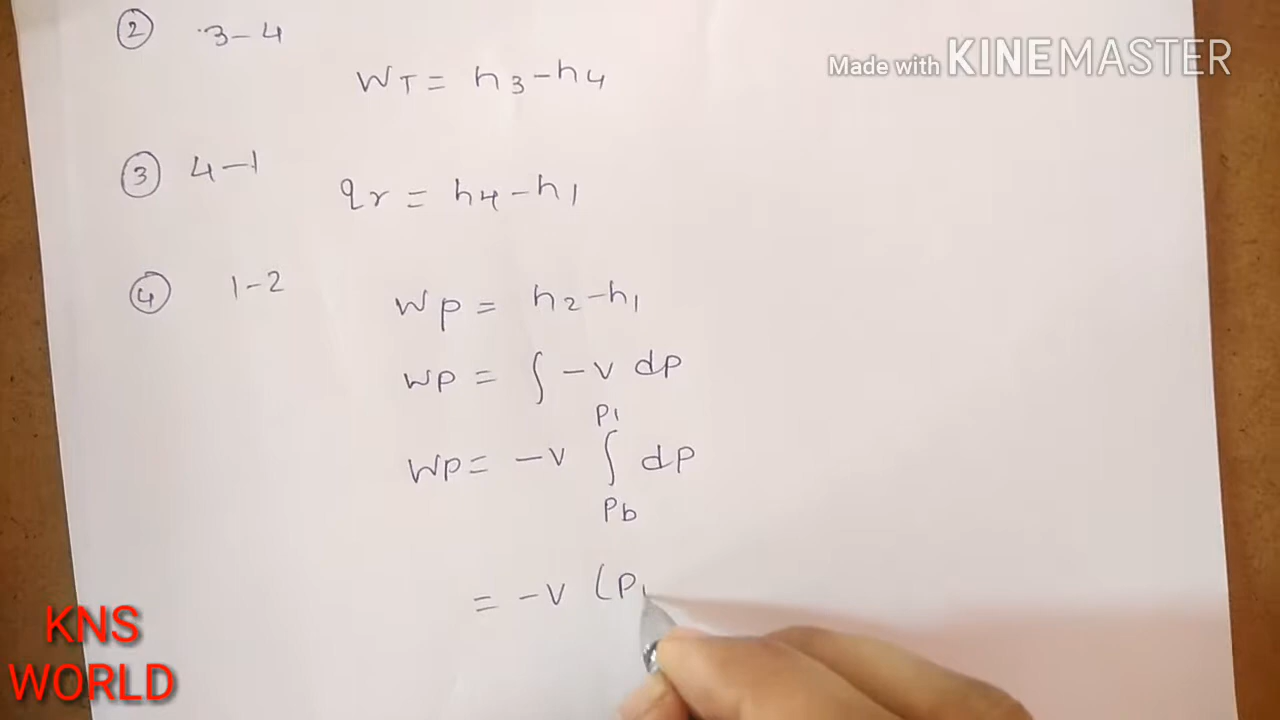 ② 3-4
Made with KINEMASTER
WT = h3-h4
③ 4-1
qr = h4-h1
④ 1-2
WP = h2-h1
WP = ∫ -v dp
P1
WP = -v ∫ dp
Pb
= -v (P1
KNS
WORLD